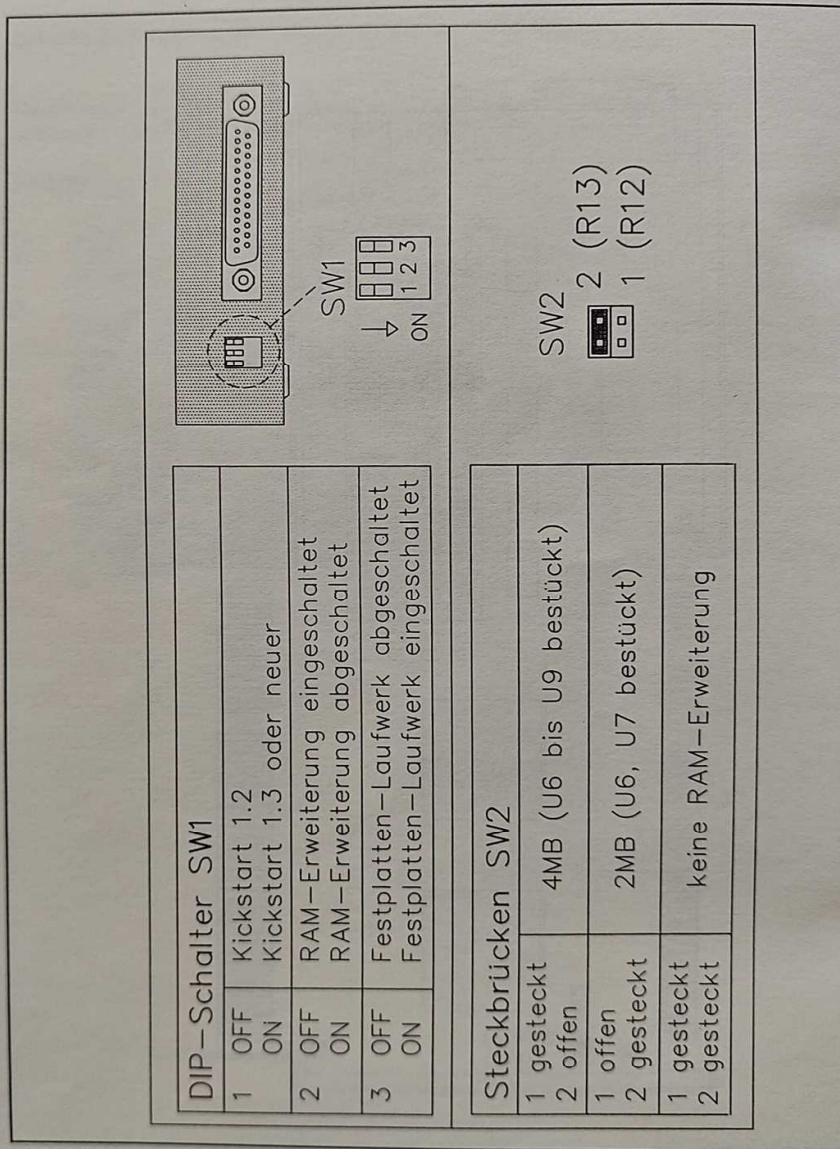 DIP-Schalter SW1
1 OFF Kickstart 1.2
ON Kickstart 1.3 oder neuer
2 OFF RAM-Erweiterung eingeschaltet
ON RAM-Erweiterung abgeschaltet
3 OFF Festplatten-Laufwerk abgeschaltet
ON Festplatten-Laufwerk eingeschaltet
SW1
ON
1 2 3
Steckbrücken SW2
1 gesteckt
2 offen
4MB (U6 bis U9 bestückt)
1 offen
2 gesteckt
2MB (U6, U7 bestückt)
1 gesteckt
2 gesteckt
keine RAM-Erweiterung
SW2
2 (R13)
1 (R12)